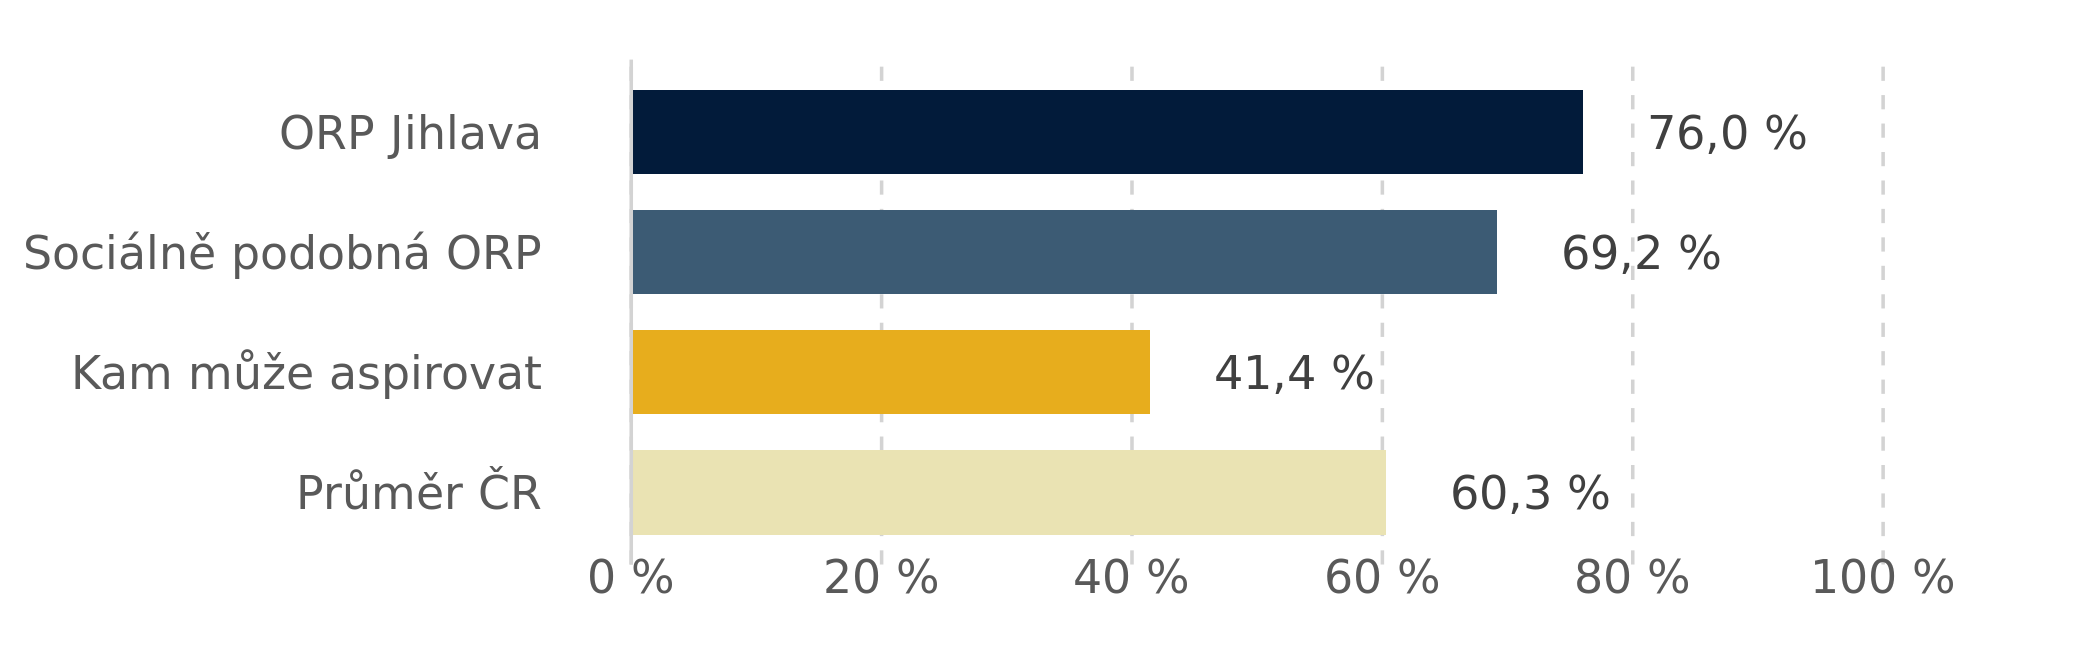 ORP Jihlava 76,0 %
Sociálně podobná ORP 69,2 %
Kam může aspirovat 41,4 %
Průměr ČR 60,3 %
0 % 20 % 40 % 60 % 80 % 100 %